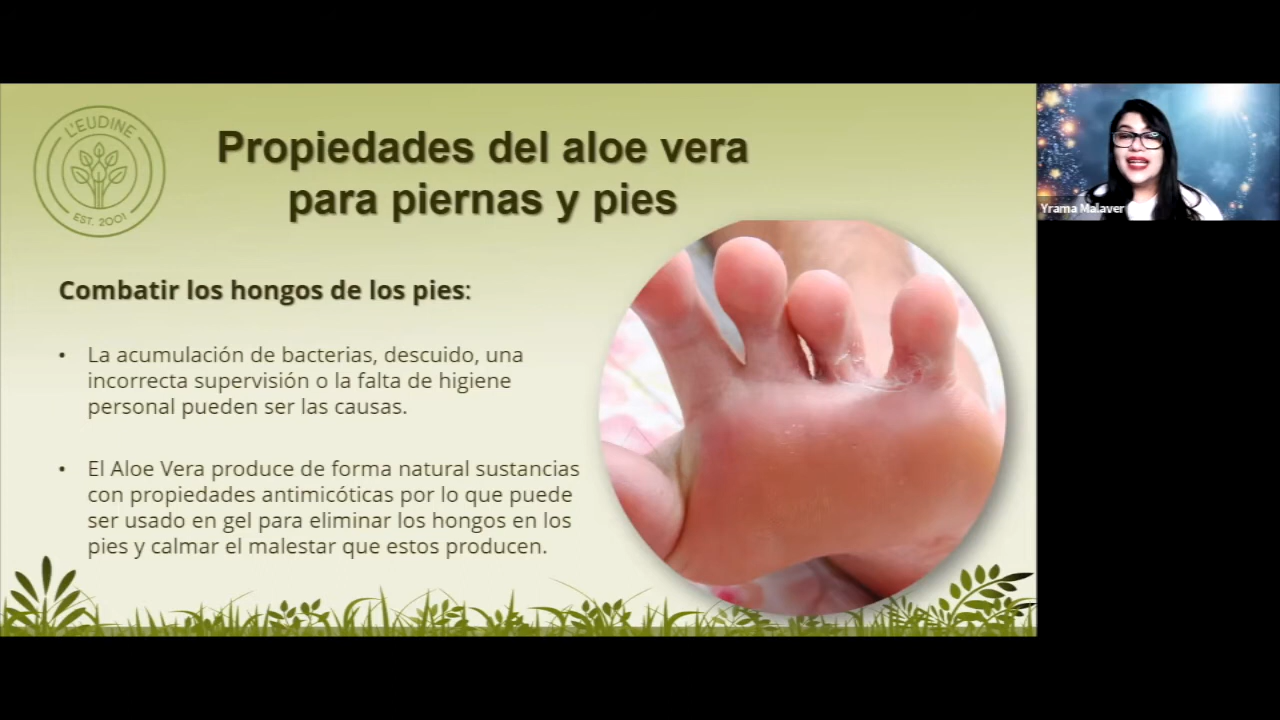 L'EUDINE
EST. 2001
Propiedades del aloe vera
para piernas y pies
Combatir los hongos de los pies:
• La acumulación de bacterias, descuido, una
incorrecta supervisión o la falta de higiene
personal pueden ser las causas.
• El Aloe Vera produce de forma natural sustancias
con propiedades antimicóticas por lo que puede
ser usado en gel para eliminar los hongos en los
pies y calmar el malestar que estos producen.
Yrama Malaver